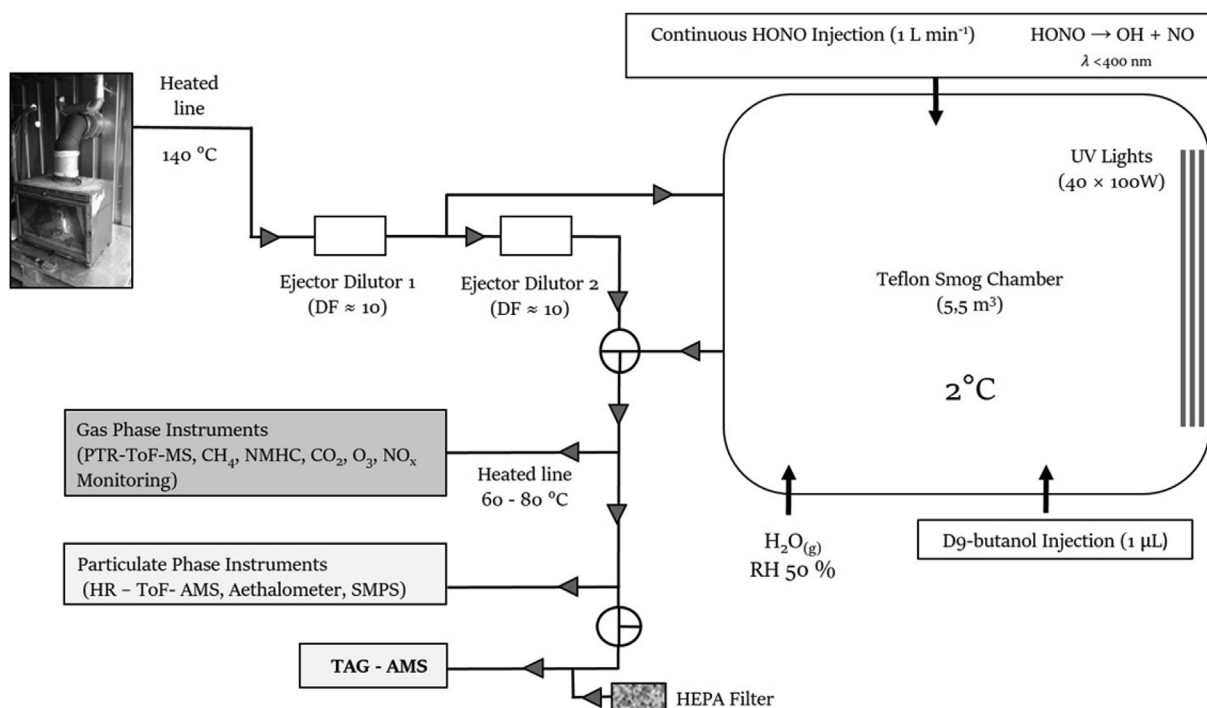 Continuous HONO Injection (1 L min⁻¹) HONO → OH + NO
λ <400 nm
Heated
line
140 °C
UV Lights
(40 × 100W)
Ejector Dilutor 1
(DF ≈ 10)
Ejector Dilutor 2
(DF ≈ 10)
Teflon Smog Chamber
(5,5 m³)
2°C
Gas Phase Instruments
(PTR-ToF-MS, CH₄, NMHC, CO₂, O₃, NOₓ
Monitoring)
Heated line
60 - 80 °C
H₂O₍g₎
RH 50 %
D9-butanol Injection (1 µL)
Particulate Phase Instruments
(HR – ToF- AMS, Aethalometer, SMPS)
TAG - AMS
HEPA Filter